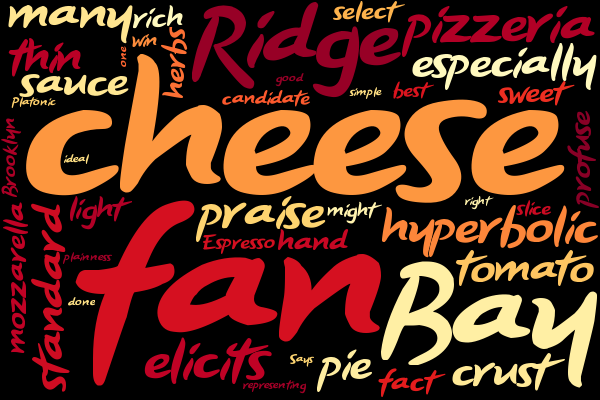 many
rich
select
Ridge
pizzeria
thin
one
win
herbs
especially
sauce
good
Platonic
candidate
simple
best
sweet
cheese
Brooklyn
ideal
profuse
light
praise
might
right
slice
mozzarella
standard
Espresso
hand
hyperbolic
plainness
fan
tomato
done
Bay
elicits
Says
pie
fact
crust
representing